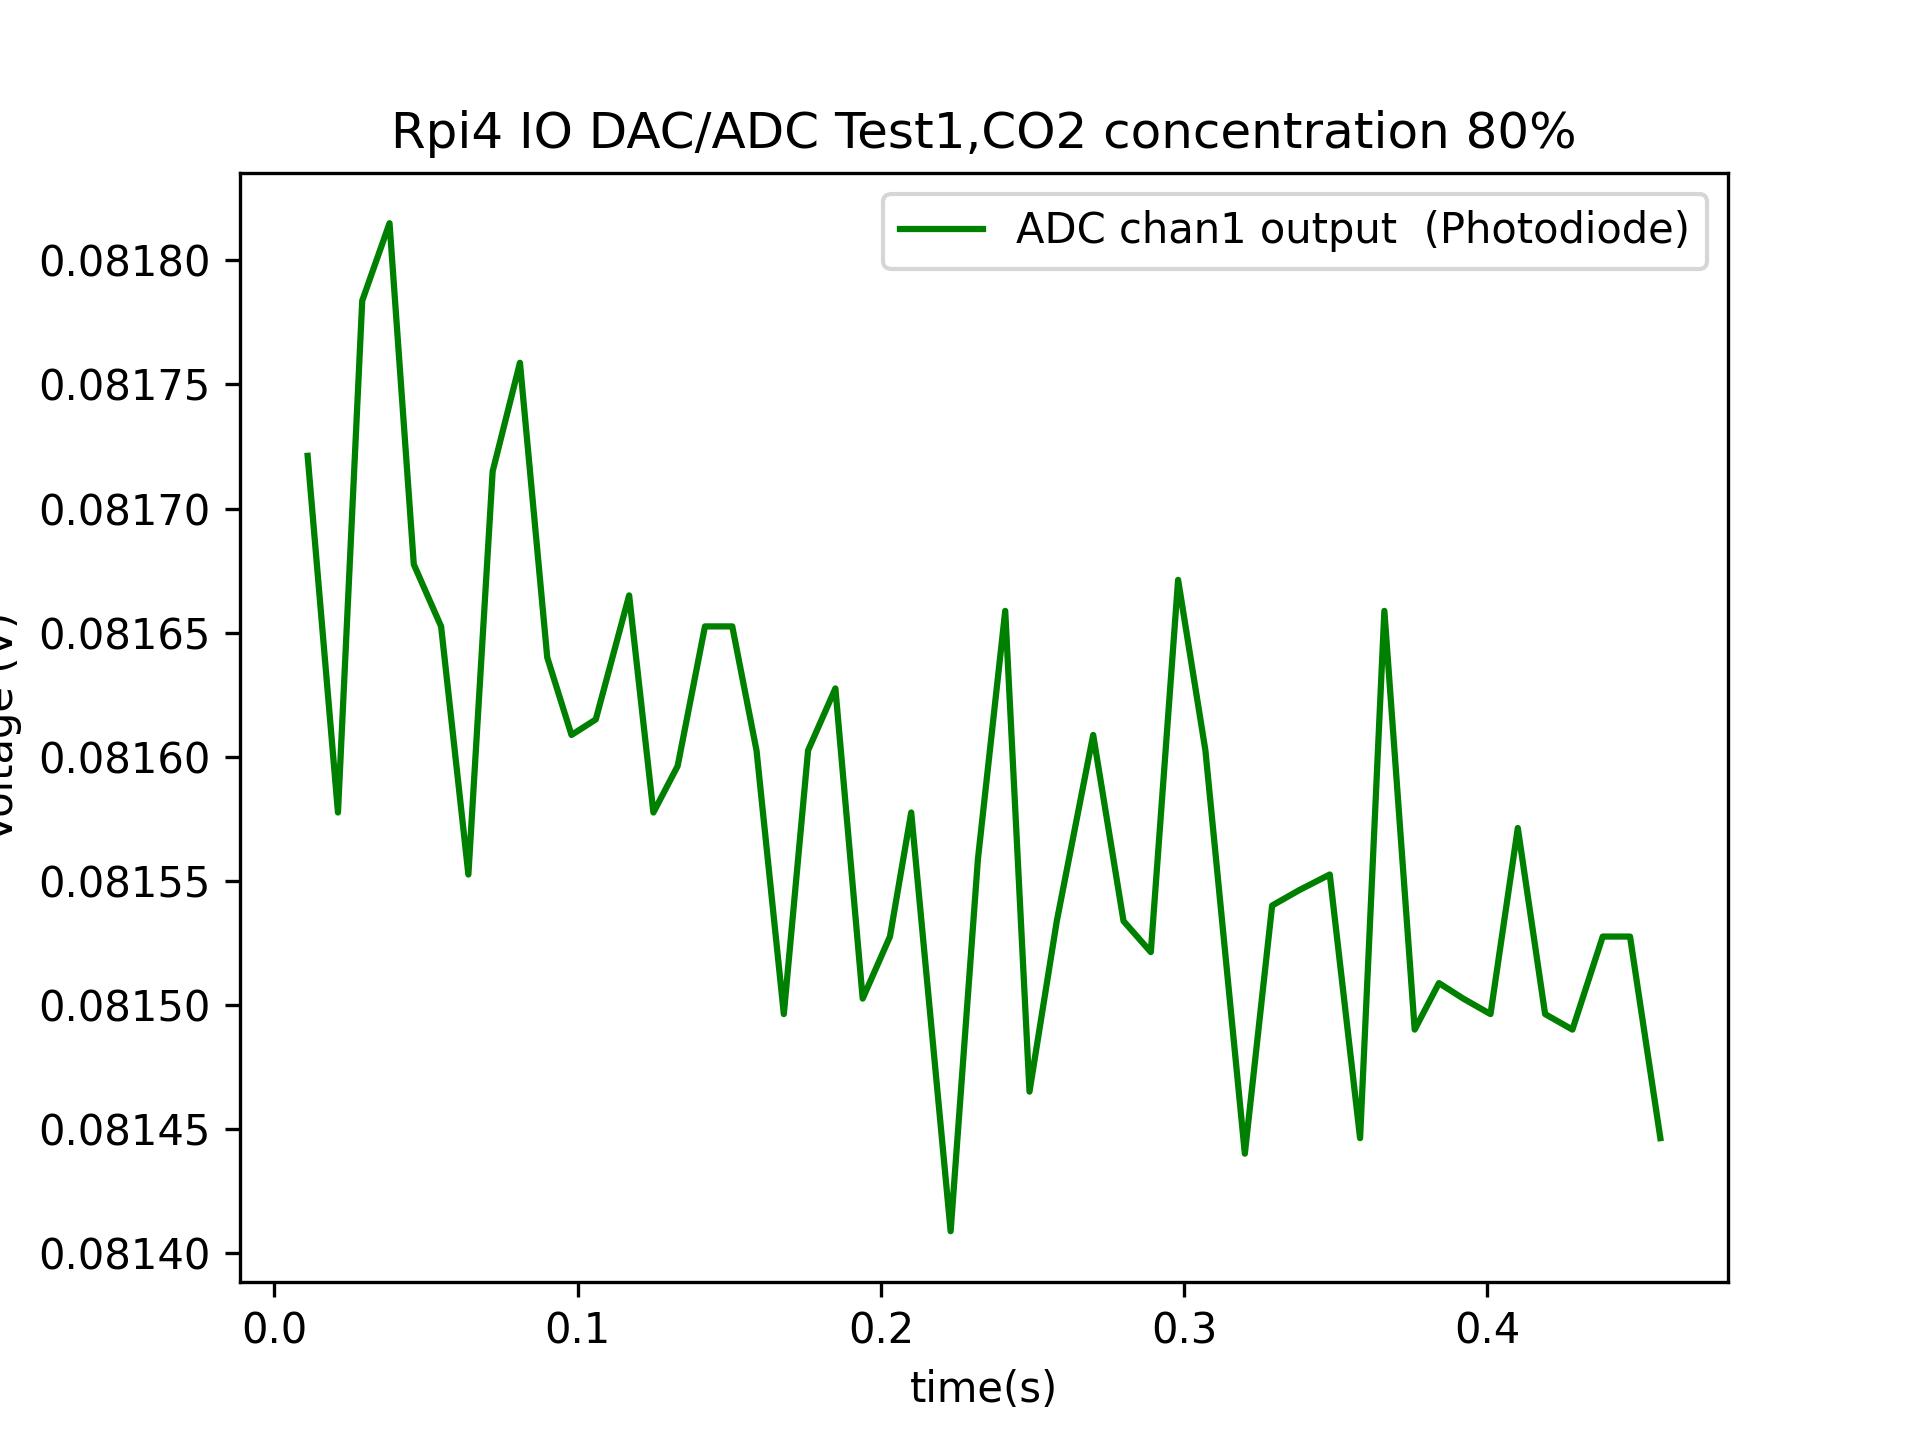 Rpi4 IO DAC/ADC Test1,CO2 concentration 80%
ADC chan1 output  (Photodiode)
0.08180
0.08175
0.08170
0.08165
0.08160
0.08155
0.08150
0.08145
0.08140
voltage (v)
0.0 0.1 0.2 0.3 0.4
time(s)